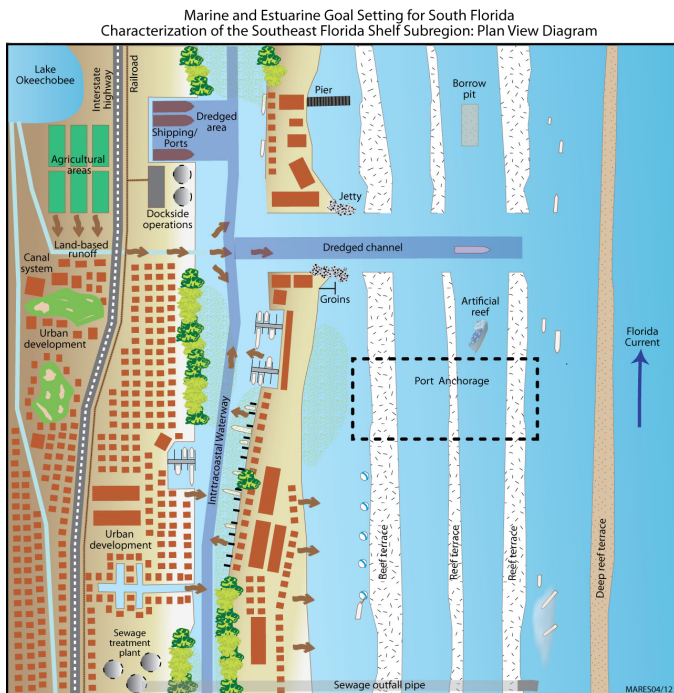 Marine and Estuarine Goal Setting for South Florida
Characterization of the Southeast Florida Shelf Subregion: Plan View Diagram
Lake
Okeechobee
Interstate
highway
Railroad
Dredged
area
Shipping/
Ports
Pier
Borrow
pit
Agricultural
areas
Dockside
operations
Jetty
Land-based
runoff
Canal
system
Dredged channel
Groins
Urban
development
Artificial
reef
Florida
Current
Port Anchorage
Intrtracoastal Waterway
Urban
development
Reef terrace
Reef terrace
Reef terrace
Deep reef terrace
Sewage
treatment
plant
Sewage outfall pipe
MARES04/12